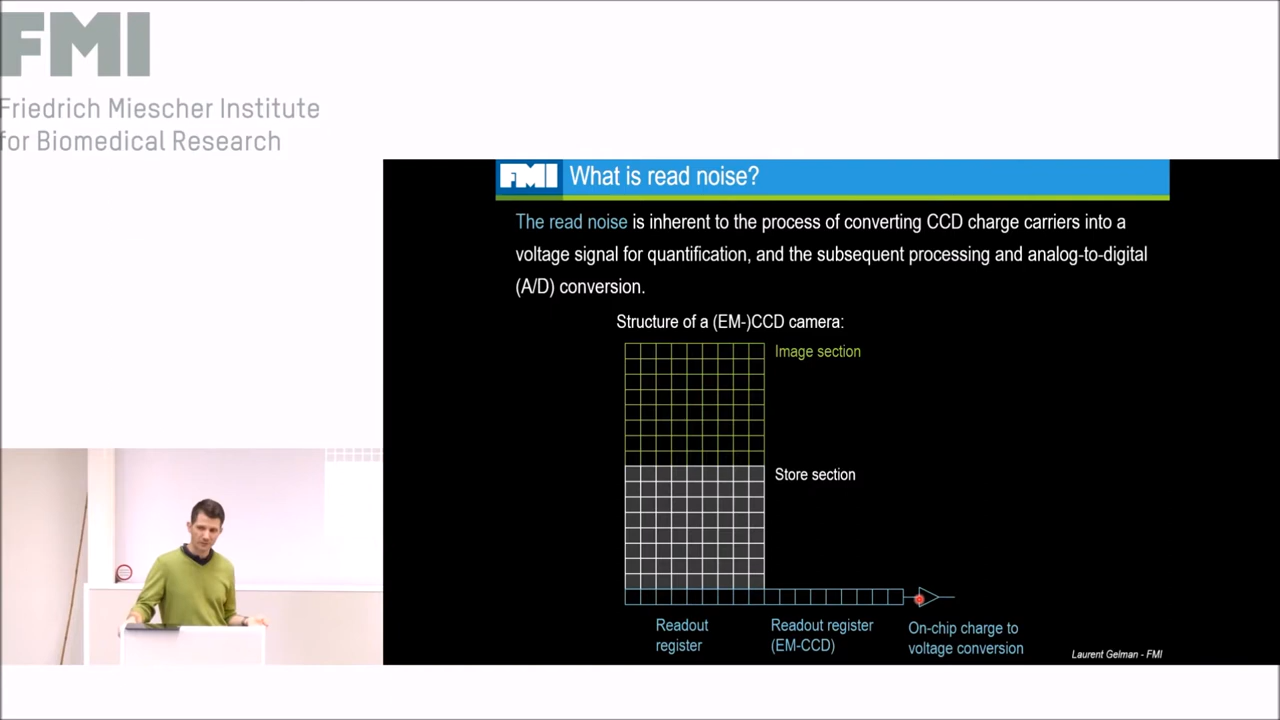 FMI
Friedrich Miescher Institute
for Biomedical Research
FMI What is read noise?
The read noise is inherent to the process of converting CCD charge carriers into a
voltage signal for quantification, and the subsequent processing and analog-to-digital
(A/D) conversion.
Structure of a (EM-)CCD camera:
Image section
Store section
Readout
register
Readout register
(EM-CCD)
On-chip charge to
voltage conversion
Laurent Gelman - FMI